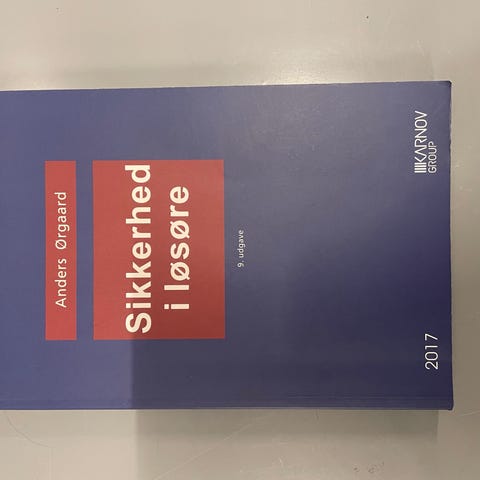 Anders Ørgaard
Sikkerhed
i løsøre
9. udgave
2017
KARNOV
GROUP